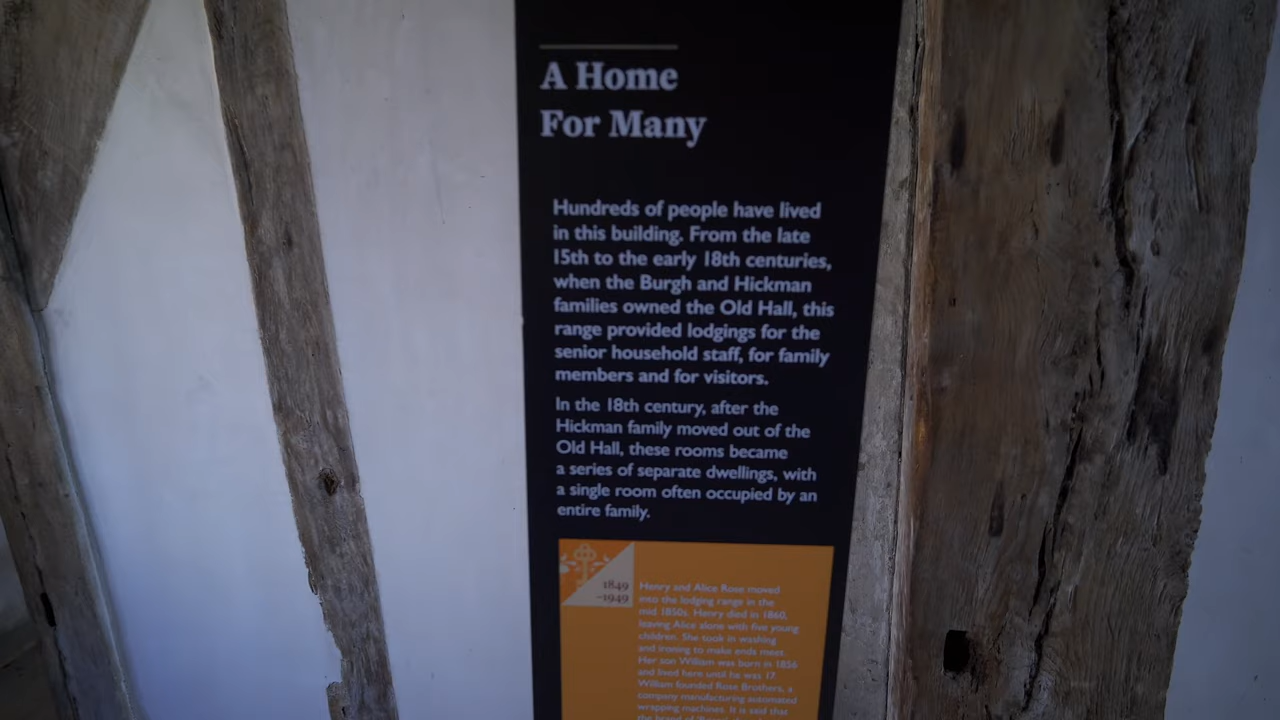 A Home
For Many
Hundreds of people have lived
in this building. From the late
15th to the early 18th centuries,
when the Burgh and Hickman
families owned the Old Hall, this
range provided lodgings for the
senior household staff, for family
members and for visitors.
In the 18th century, after the
Hickman family moved out of the
Old Hall, these rooms became
a series of separate dwellings, with
a single room often occupied by an
entire family.
1849
-1949
Henry and Alice Rose moved
into the lodging range in the
mid 1850s. Henry died in 1860,
leaving Alice alone with five young
children. She took in washing
and ironing to make ends meet.
Her son William was born in 1856
and lived here until he was 17.
William founded Rose Brothers, a
company manufacturing automated
wrapping machines. It is said that
the brand of